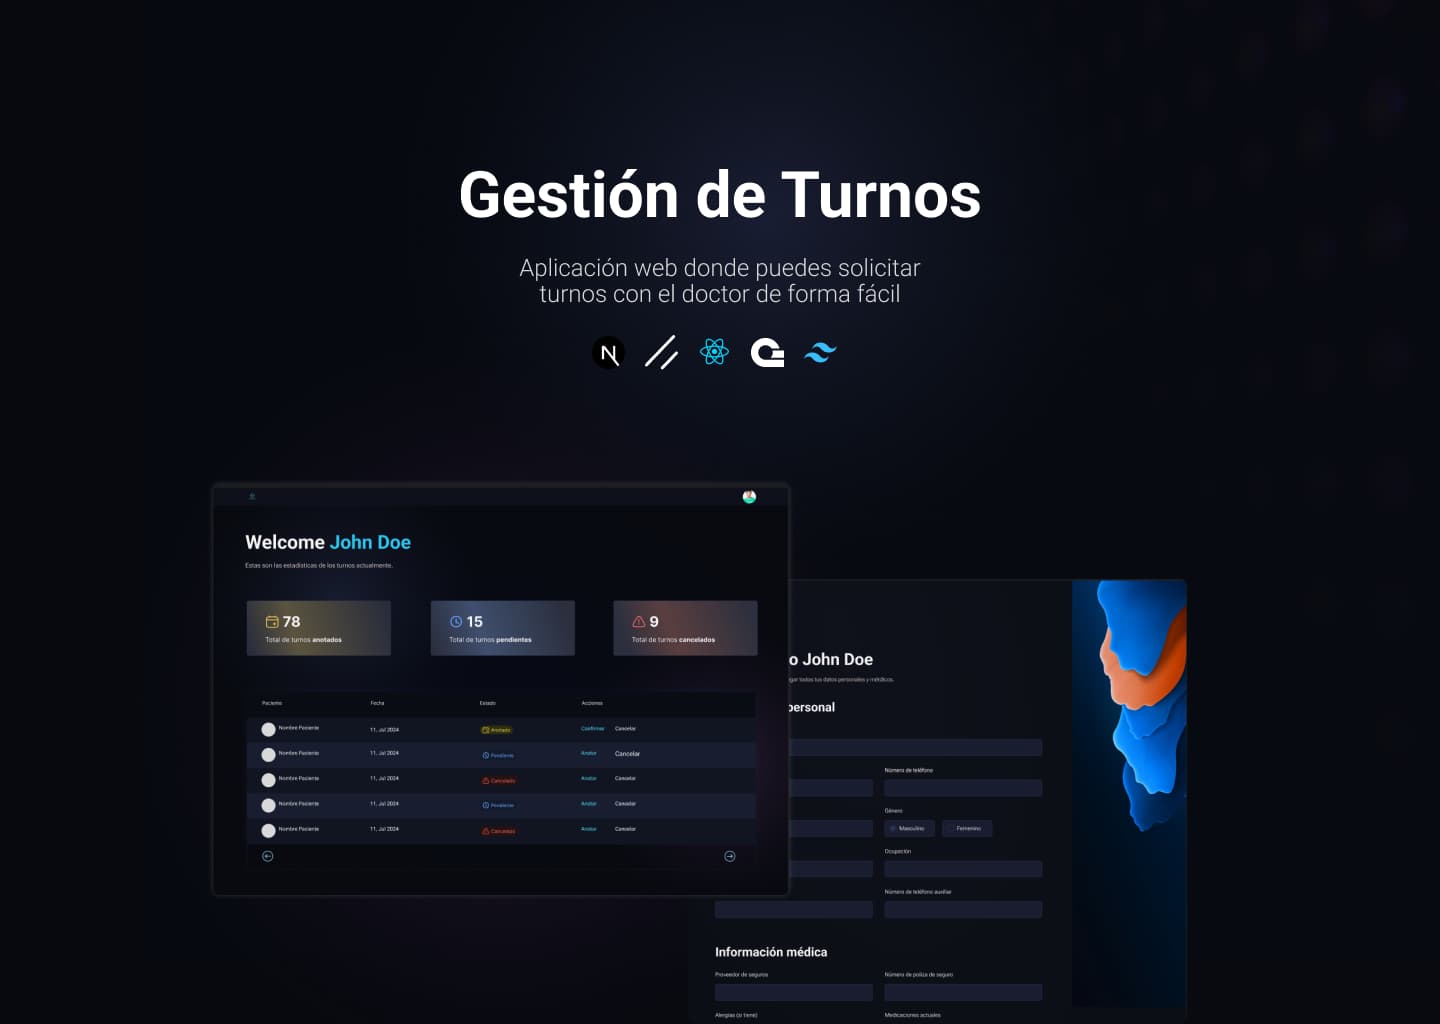 Gestión de Turnos
Aplicación web donde puedes solicitar
turnos con el doctor de forma fácil
Welcome John Doe
Estas son las estadísticas de los turnos actualmente.
78
Total de turnos anotados
15
Total de turnos pendientes
9
Total de turnos cancelados
Paciente Fecha Estado Acciones
Nombre Paciente 11, Jul 2024 Anotado Confirmar Cancelar
Nombre Paciente 11, Jul 2024 Pendiente Anotar Cancelar
Nombre Paciente 11, Jul 2024 Cancelado Anotar Cancelar
Nombre Paciente 11, Jul 2024 Pendiente Anotar Cancelar
Nombre Paciente 11, Jul 2024 Cancelado Anotar Cancelar
o John Doe
gar todos tus datos personales y médicos.
personal
Número de teléfono
Género
Masculino Femenino
Ocupación
Número de teléfono auxiliar
Información médica
Proveedor de seguros Número de poliza de seguro
Alergias (si tiene) Medicaciones actuales